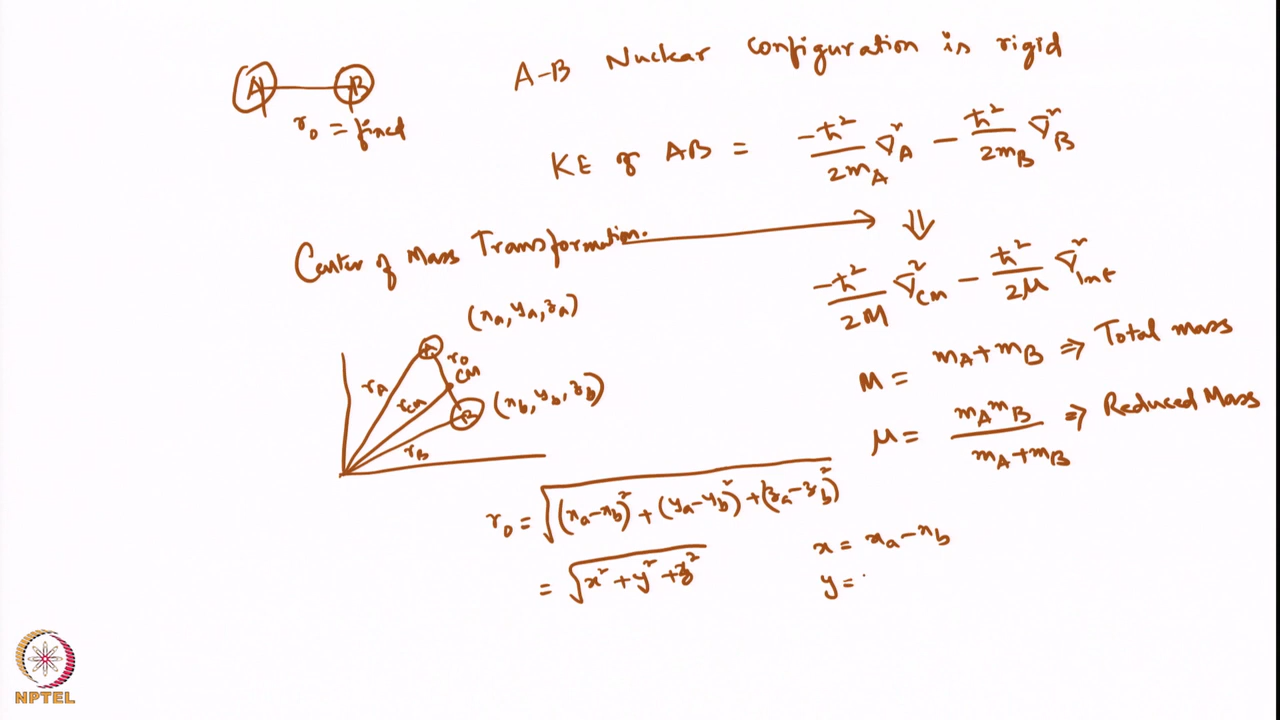 A B
r₀ = fixed
A-B Nuclear configuration is rigid
KE of AB = -ħ²/2m_A ∇²_A - ħ²/2m_B ∇²_B
⇓
Center of Mass Transformation. →
-ħ²/2M ∇²_CM - ħ²/2μ ∇²_Int
M = m_A + m_B ⇒ Total mass
μ = m_A m_B / m_A + m_B ⇒ Reduced Mass
(x_a, y_a, z_a)
A
r₀
r_A
CM
r_CM
B
(x_b, y_b, z_b)
r_B
r₀ = √(x_a - x_b)² + (y_a - y_b)² + (z_a - z_b)²
= √x² + y² + z²
x = x_a - x_b
y =
NPTEL